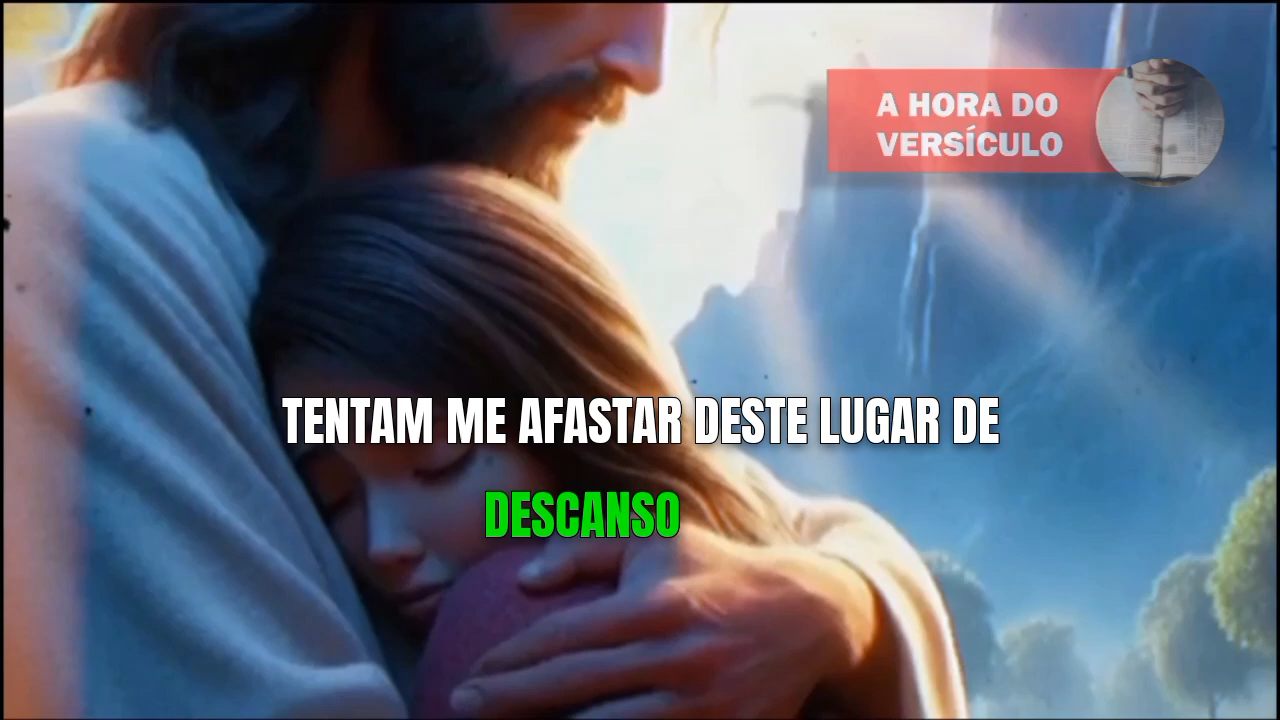 A HORA DO
VERSÍCULO
TENTAM ME AFASTAR DESTE LUGAR DE
DESCANSO